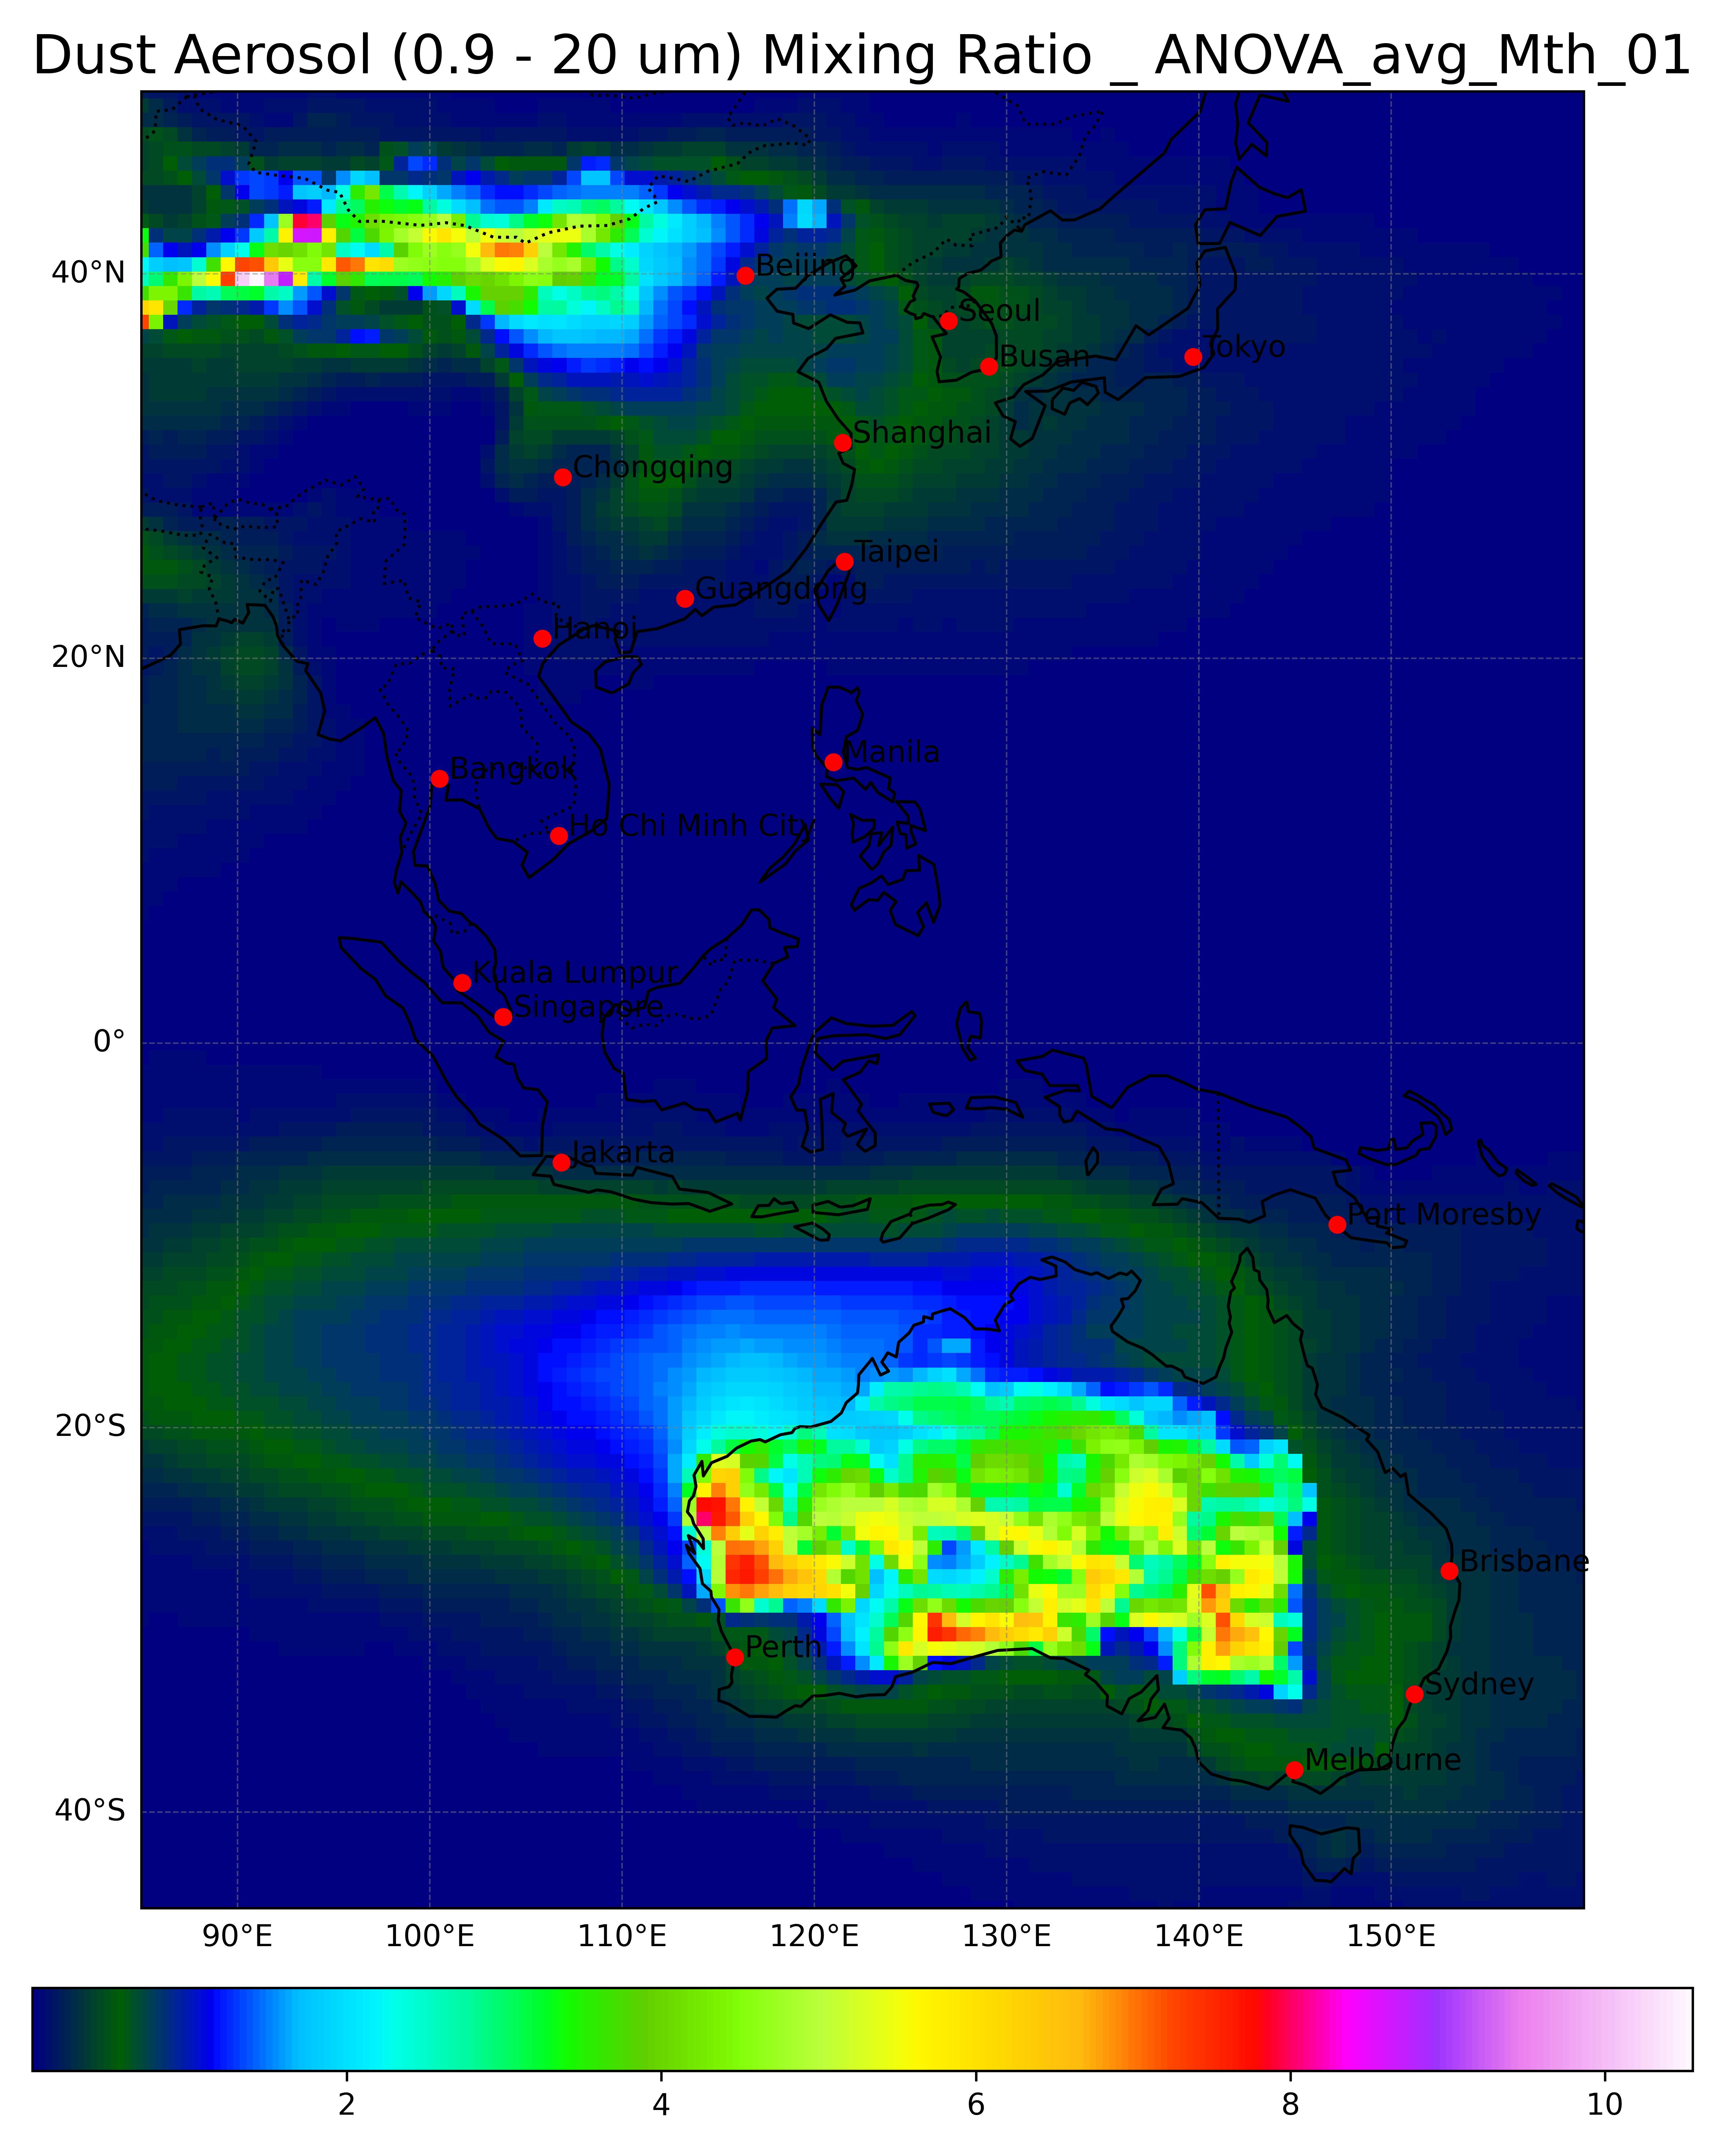 Dust Aerosol (0.9 - 20 um) Mixing Ratio _ ANOVA_avg_Mth_01
40°N
Beijing
Seoul
Busan
Tokyo
Shanghai
Chongqing
Taipei
Guangdong
Hanoi
20°N
Manila
Bangkok
Ho Chi Minh City
Kuala Lumpur
Singapore
0°
Jakarta
Port Moresby
20°S
Brisbane
Perth
Sydney
Melbourne
40°S
90°E 100°E 110°E 120°E 130°E 140°E 150°E
2 4 6 8 10